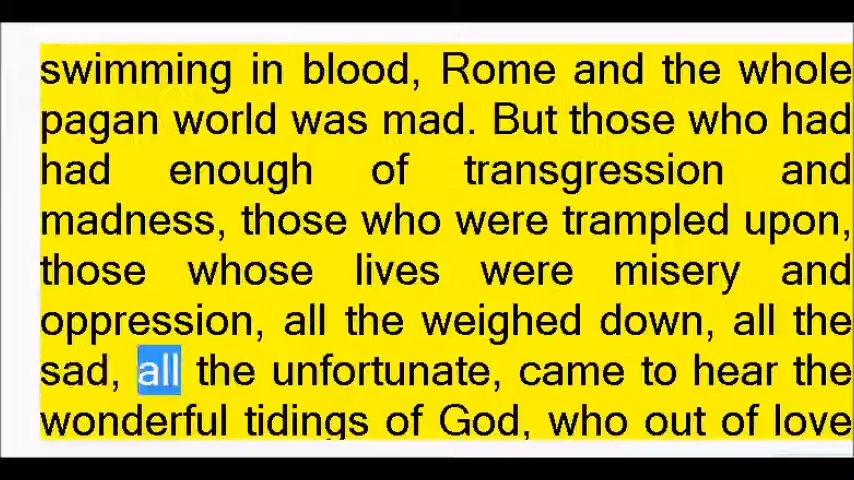 swimming in blood, Rome and the whole
pagan world was mad. But those who had
had enough of transgression and
madness, those who were trampled upon,
those whose lives were misery and
oppression, all the weighed down, all the
sad, all the unfortunate, came to hear the
wonderful tidings of God, who out of love